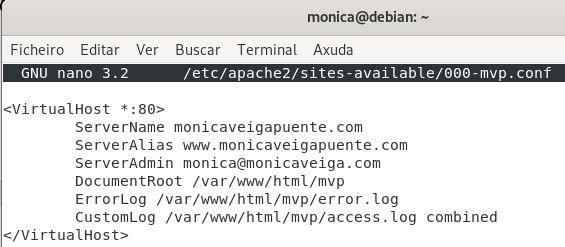 monica@debian: ~
Ficheiro Editar Ver Buscar Terminal Axuda
GNU nano 3.2 /etc/apache2/sites-available/000-mvp.conf
<VirtualHost *:80>
ServerName monicaveigapuente.com
ServerAlias www.monicaveigapuente.com
ServerAdmin monica@monicaveiga.com
DocumentRoot /var/www/html/mvp
ErrorLog /var/www/html/mvp/error.log
CustomLog /var/www/html/mvp/access.log combined
</VirtualHost>